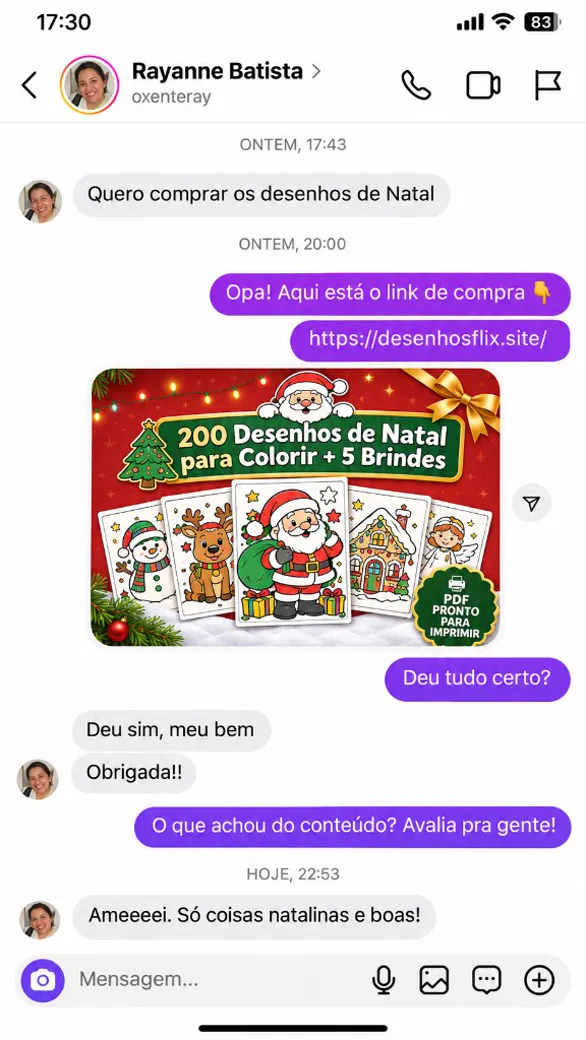 17:30
83
Rayanne Batista
oxenteray
ONTEM, 17:43
Quero comprar os desenhos de Natal
ONTEM, 20:00
Opa! Aqui está o link de compra 👇
https://desenhosflix.site/
200 Desenhos de Natal
para Colorir + 5 Brindes
PDF
PRONTO
PARA
IMPRIMIR
Deu tudo certo?
Deu sim, meu bem
Obrigada!!
O que achou do conteúdo? Avalia pra gente!
HOJE, 22:53
Ameeeei. Só coisas natalinas e boas!
Mensagem...